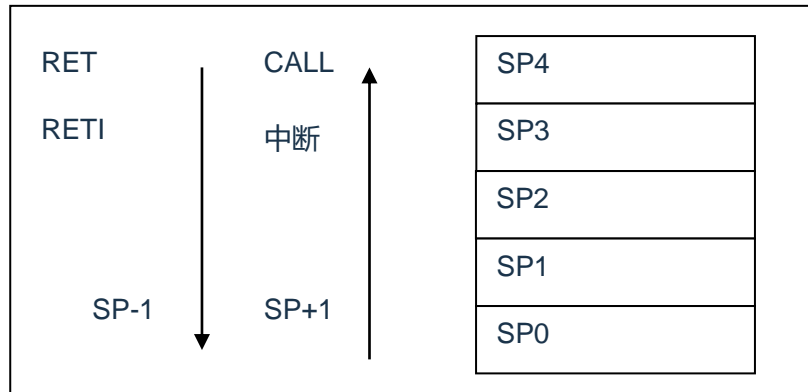 RET
CALL
SP4
RETI
中断
SP3
SP2
SP1
SP-1
SP+1
SP0